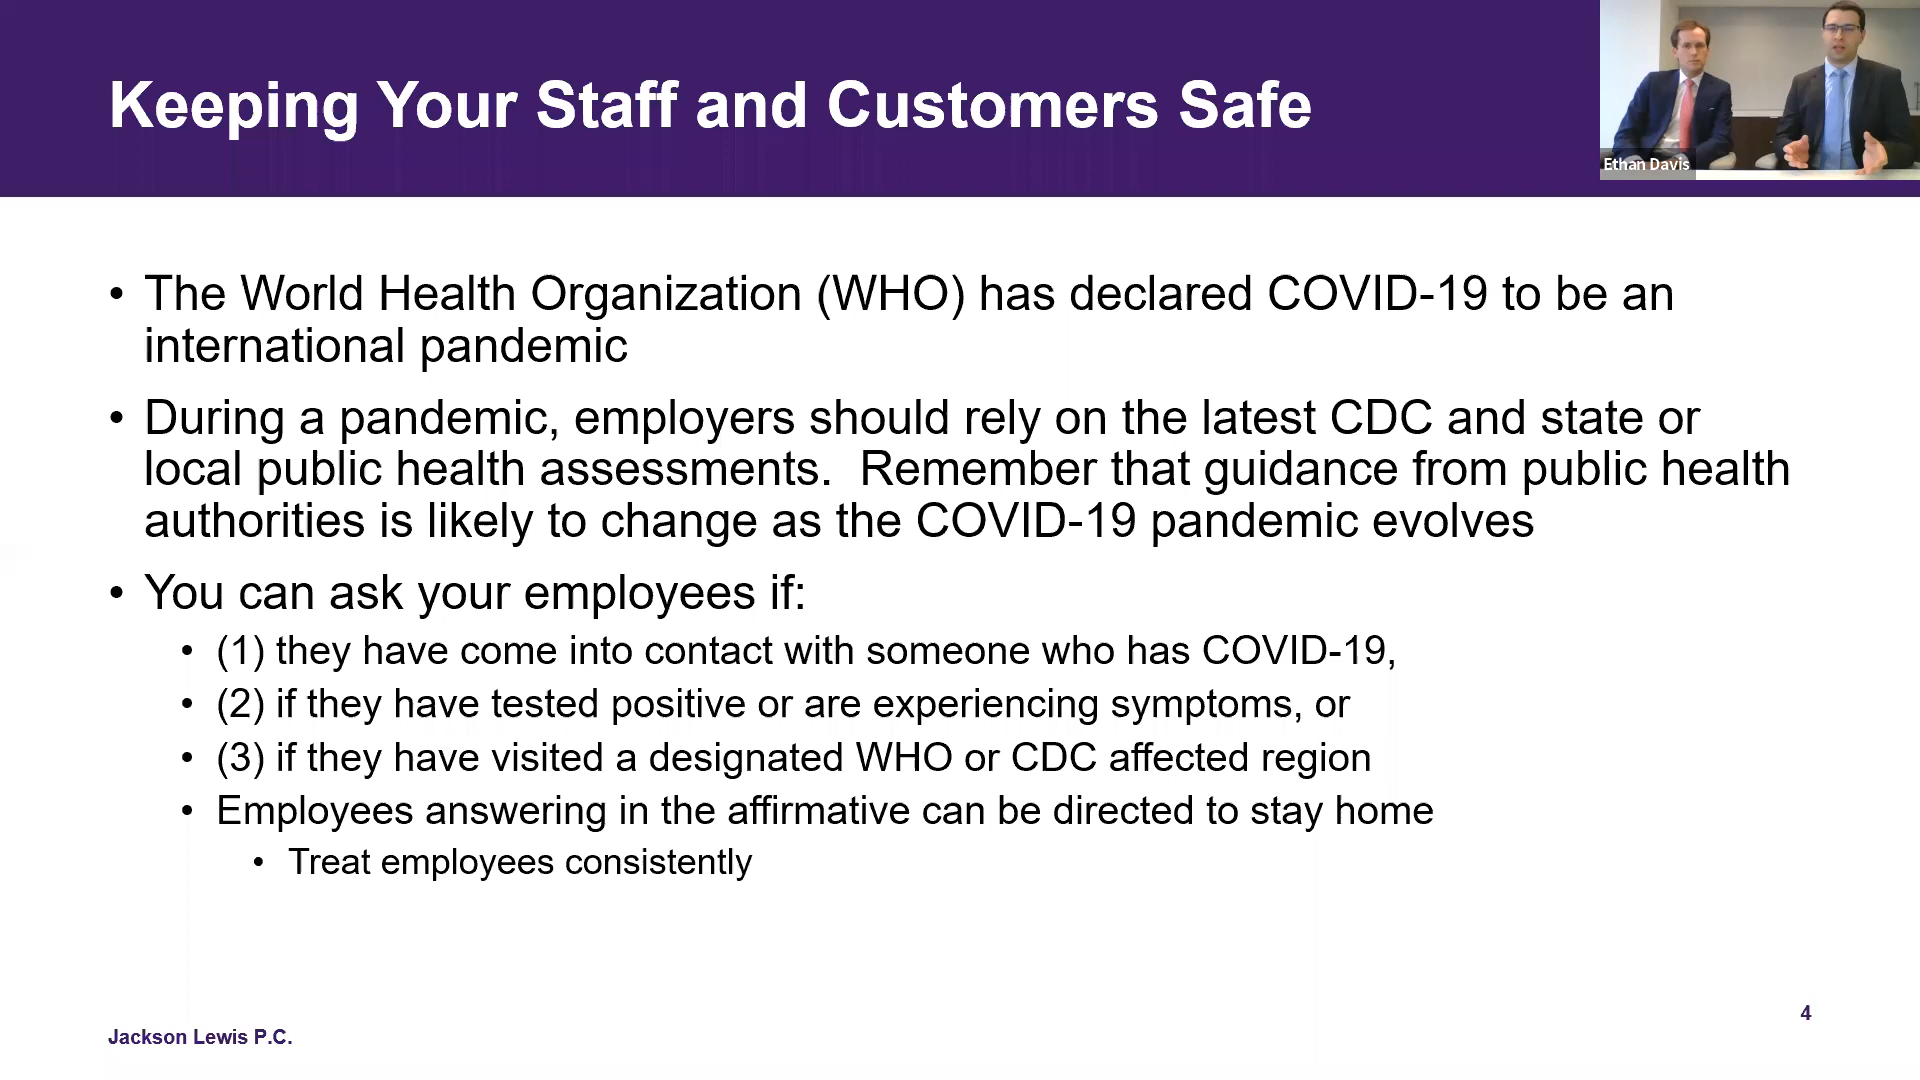 Keeping Your Staff and Customers Safe
Ethan Davis
• The World Health Organization (WHO) has declared COVID-19 to be an
international pandemic
• During a pandemic, employers should rely on the latest CDC and state or
local public health assessments.  Remember that guidance from public health
authorities is likely to change as the COVID-19 pandemic evolves
• You can ask your employees if:
• (1) they have come into contact with someone who has COVID-19,
• (2) if they have tested positive or are experiencing symptoms, or
• (3) if they have visited a designated WHO or CDC affected region
• Employees answering in the affirmative can be directed to stay home
• Treat employees consistently
4
Jackson Lewis P.C.